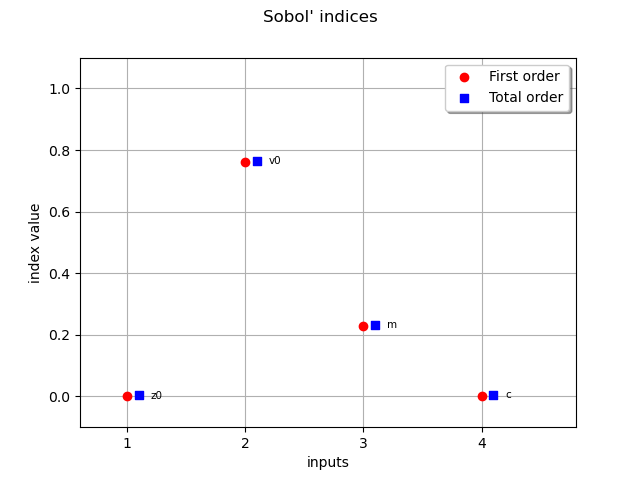 Sobol' indices
First order
Total order
1.0
0.8
0.6
0.4
0.2
0.0
index value
v0
m
z0
c
1 2 3 4
inputs